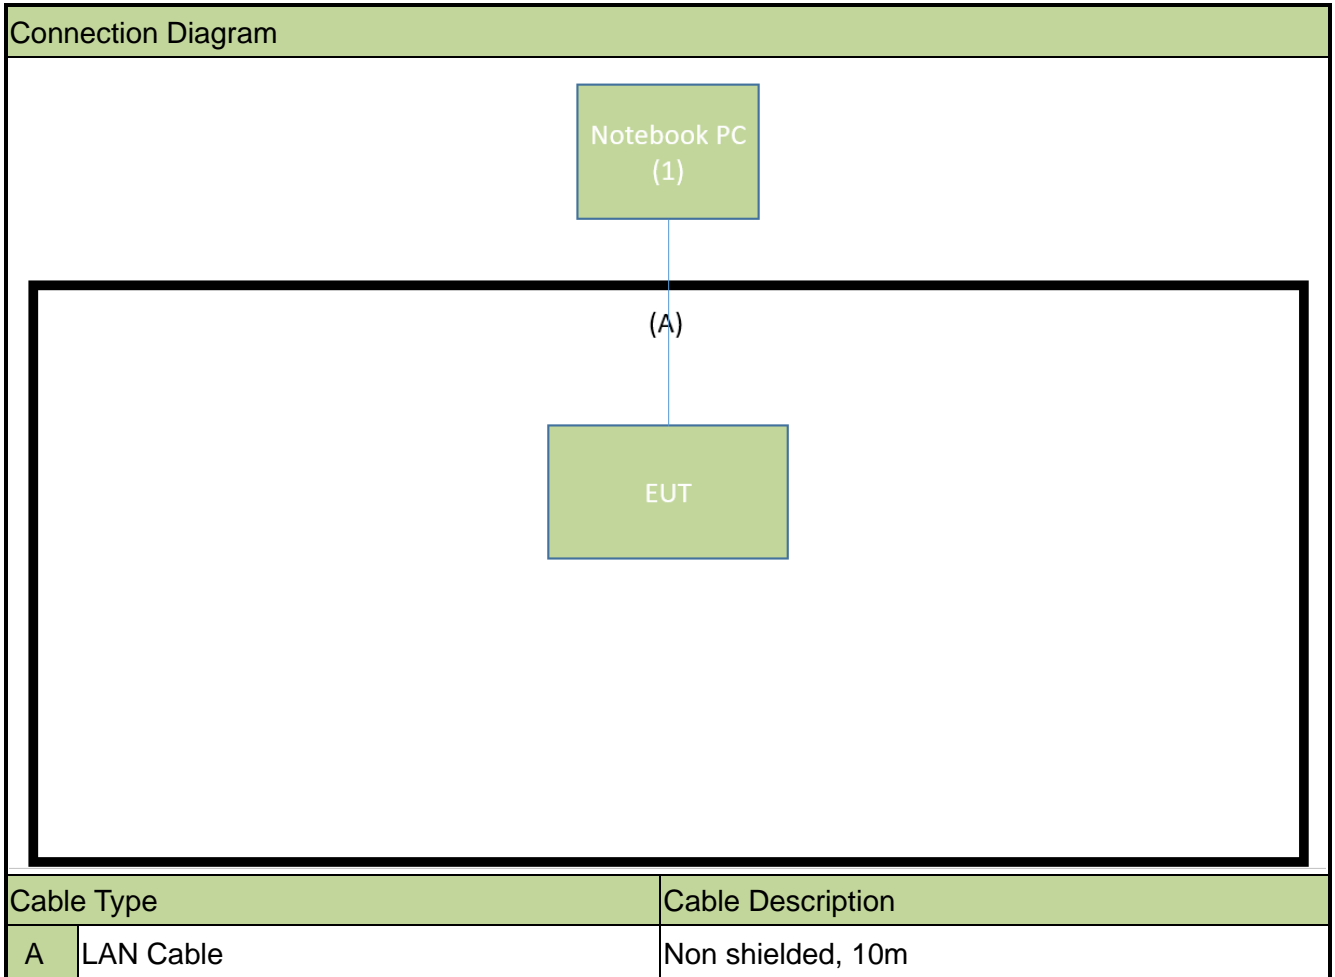 Connection Diagram
Notebook PC
(1)
(A)
EUT
Cable Type
Cable Description
A
LAN Cable
Non shielded, 10m